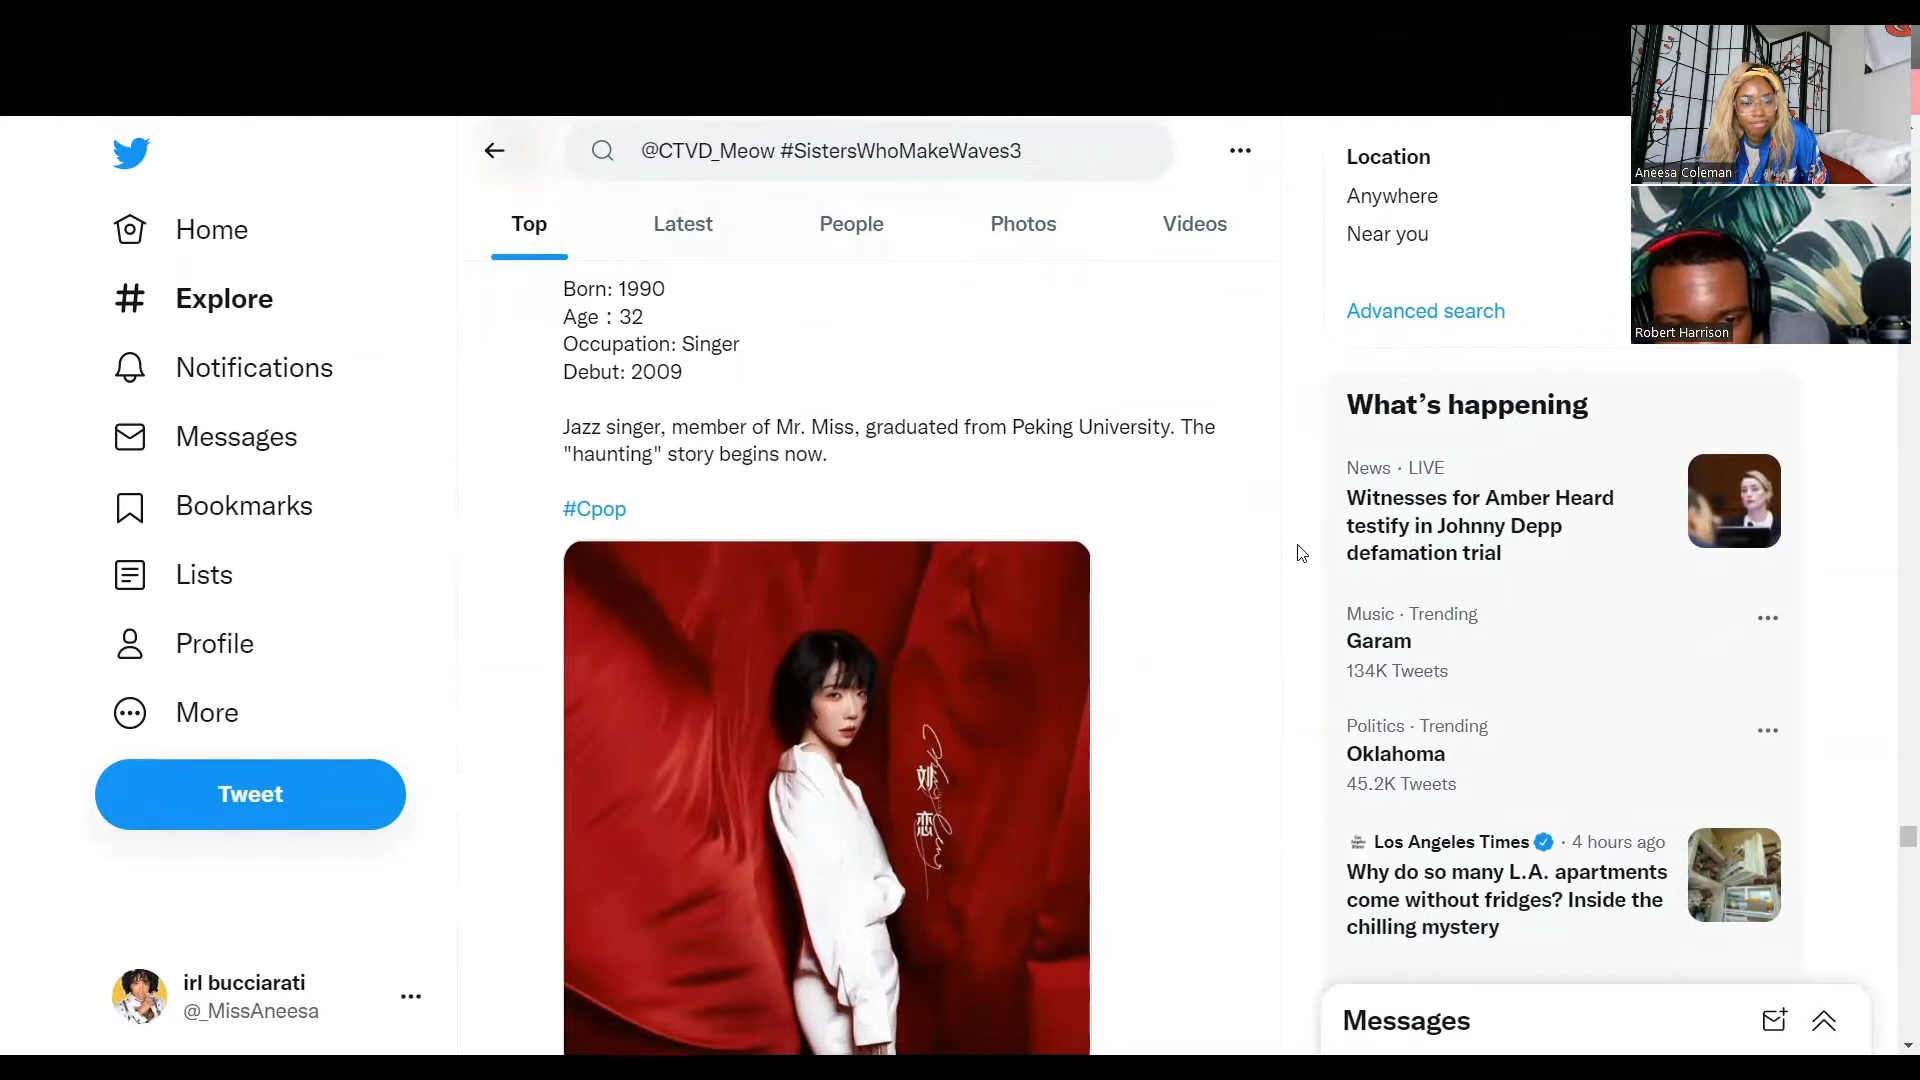 @CTVD_Meow #SistersWhoMakeWaves3
Top
Latest
People
Photos
Videos
Home
Explore
Notifications
Messages
Bookmarks
Lists
Profile
More
Tweet
irl bucciarati
@_MissAneesa
Born: 1990
Age : 32
Occupation: Singer
Debut: 2009
Jazz singer, member of Mr. Miss, graduated from Peking University. The
"haunting" story begins now.
#Cpop
刘恋
Location
Anywhere
Near you
Advanced search
What's happening
News · LIVE
Witnesses for Amber Heard
testify in Johnny Depp
defamation trial
Music · Trending
Garam
134K Tweets
Politics · Trending
Oklahoma
45.2K Tweets
Los Angeles Times · 4 hours ago
Why do so many L.A. apartments
come without fridges? Inside the
chilling mystery
Messages
Aneesa Coleman
Robert Harrison